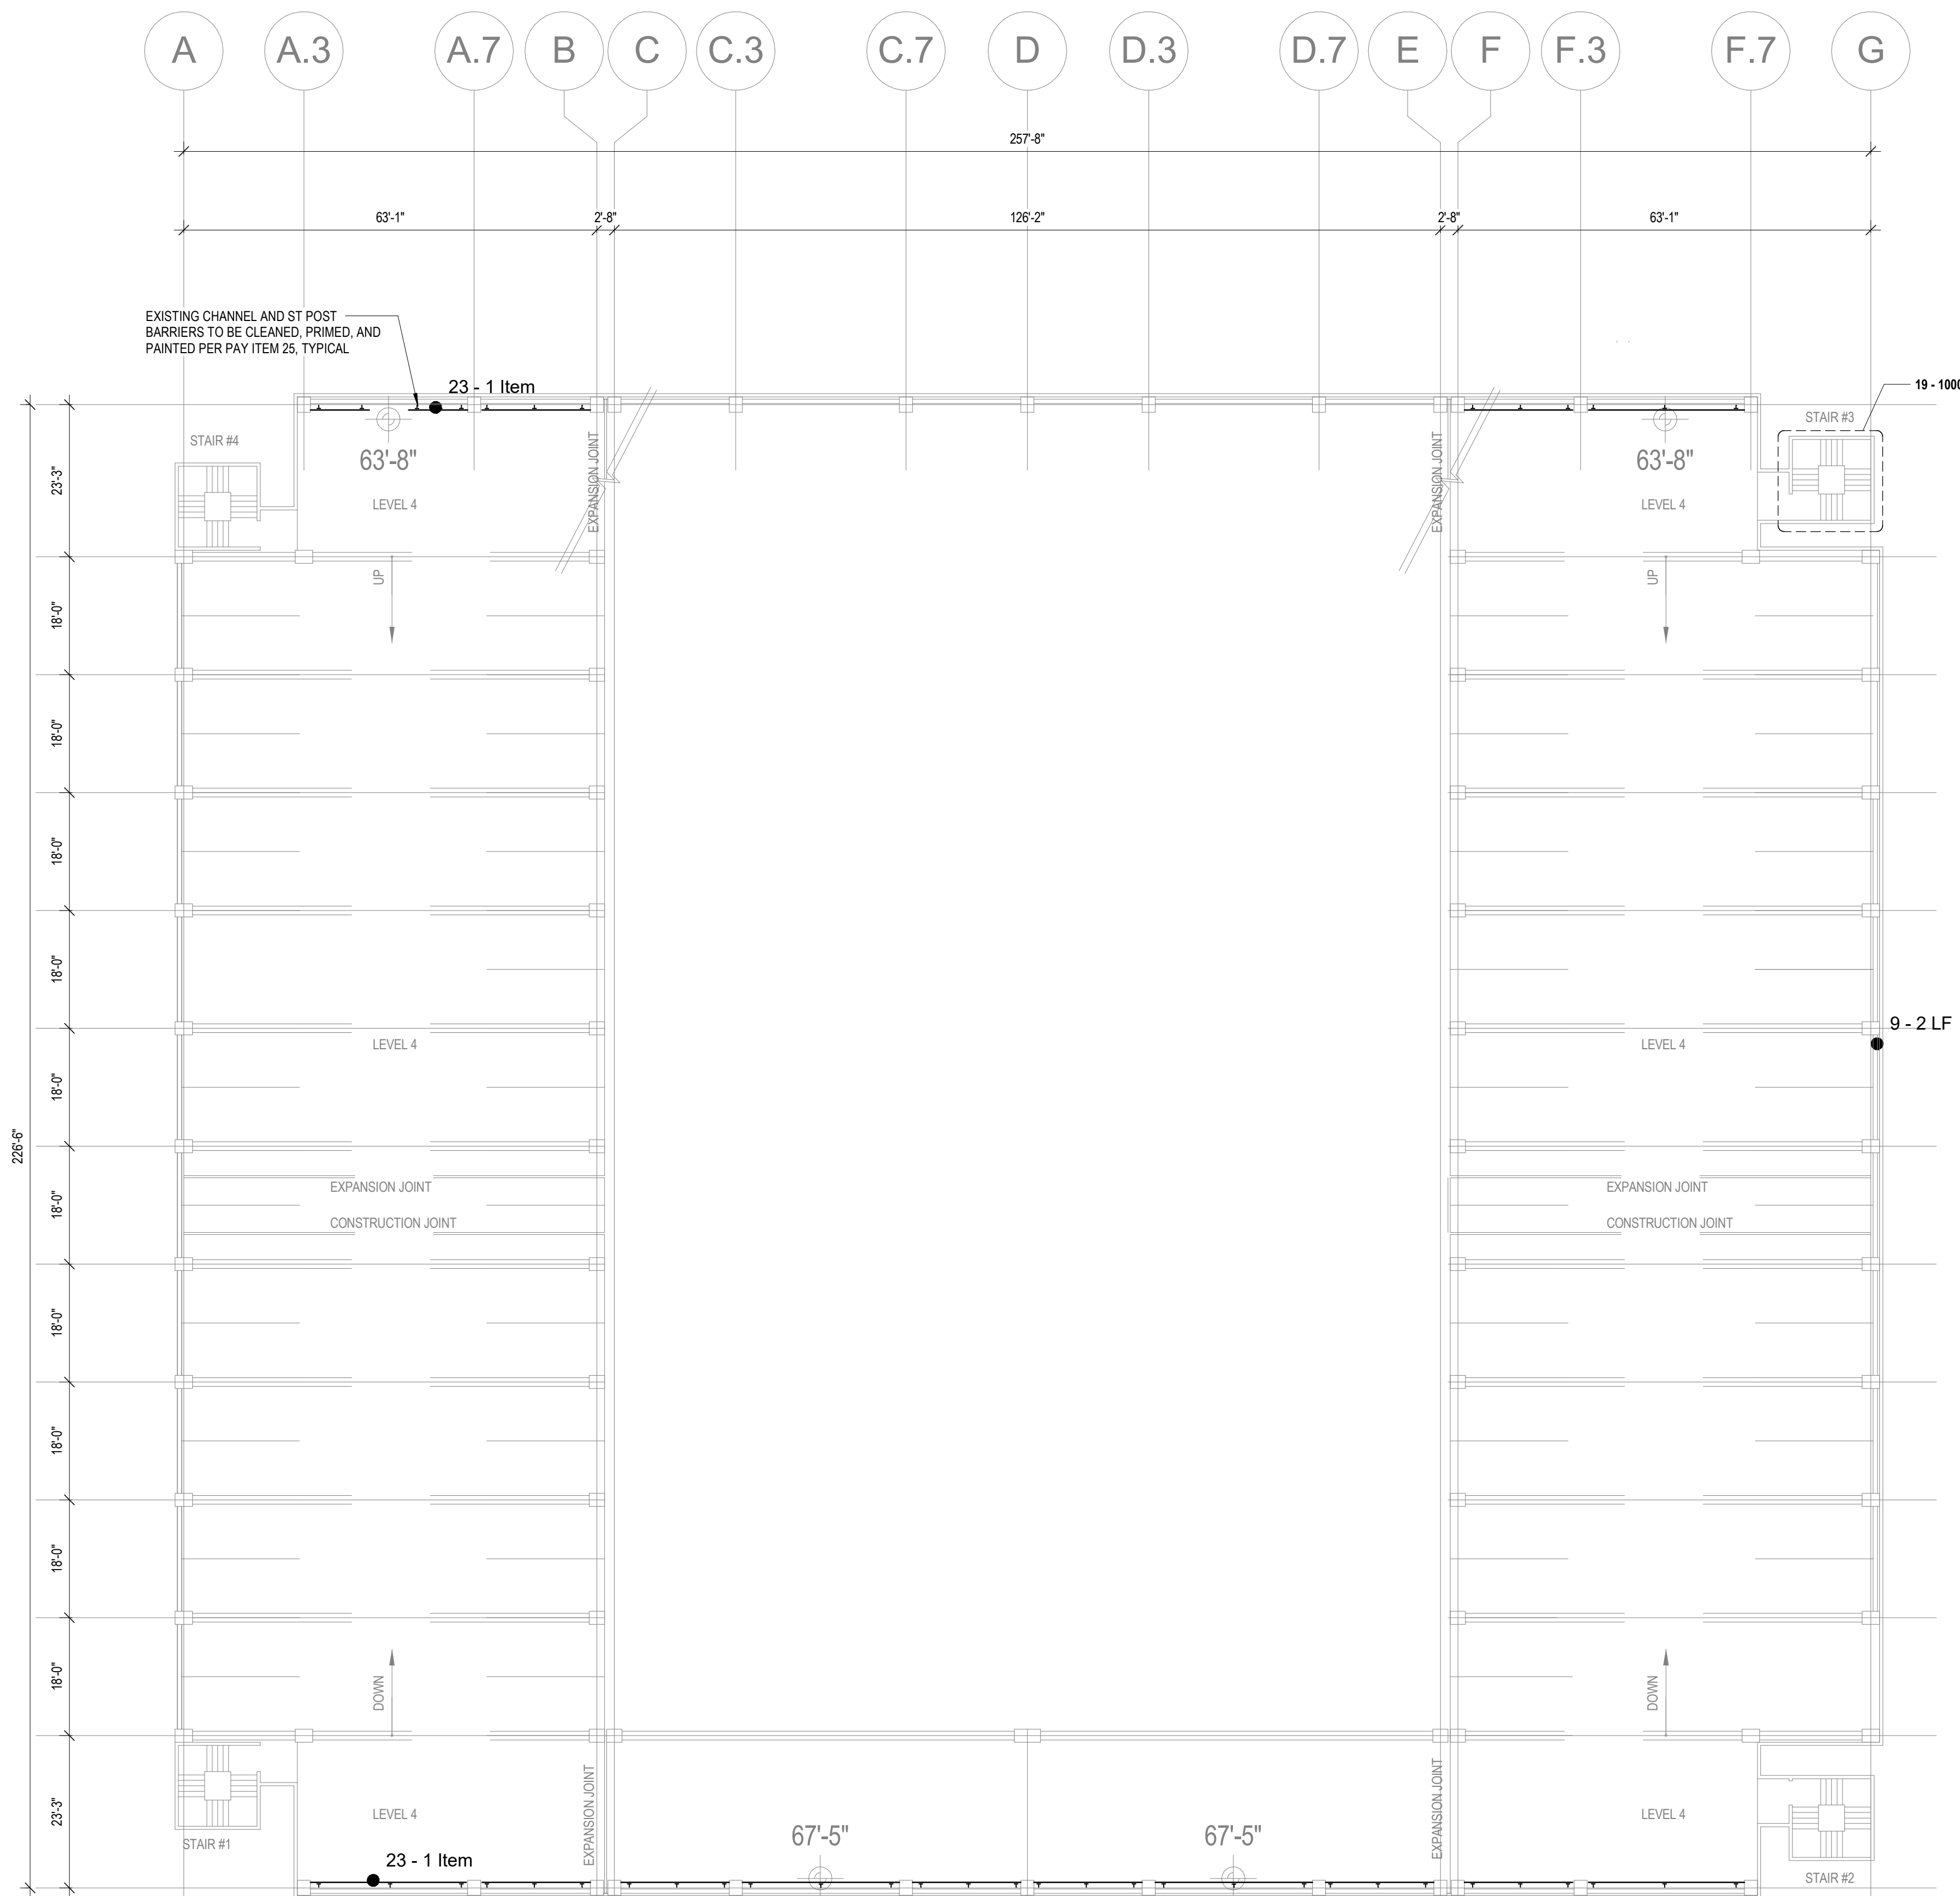 A
A.3
A.7
B
C
C.3
C.7
D
D.3
D.7
E
F
F.3
F.7
G
257'-8"
63'-1"
2'-8"
126'-2"
2'-8"
63'-1"
EXISTING CHANNEL AND ST POST
BARRIERS TO BE CLEANED, PRIMED, AND
PAINTED PER PAY ITEM 25, TYPICAL
23 - 1 Item
19 - 1000
STAIR #4
STAIR #3
63'-8"
63'-8"
EXPANSION JOINT
EXPANSION JOINT
23'-3"
LEVEL 4
LEVEL 4
UP
UP
18'-0"
18'-0"
18'-0"
18'-0"
9 - 2 LF
LEVEL 4
LEVEL 4
18'-0"
226'-6"
EXPANSION JOINT
EXPANSION JOINT
18'-0"
CONSTRUCTION JOINT
CONSTRUCTION JOINT
18'-0"
18'-0"
18'-0"
18'-0"
DOWN
DOWN
23'-3"
LEVEL 4
LEVEL 4
EXPANSION JOINT
EXPANSION JOINT
67'-5"
67'-5"
STAIR #1
23 - 1 Item
STAIR #2